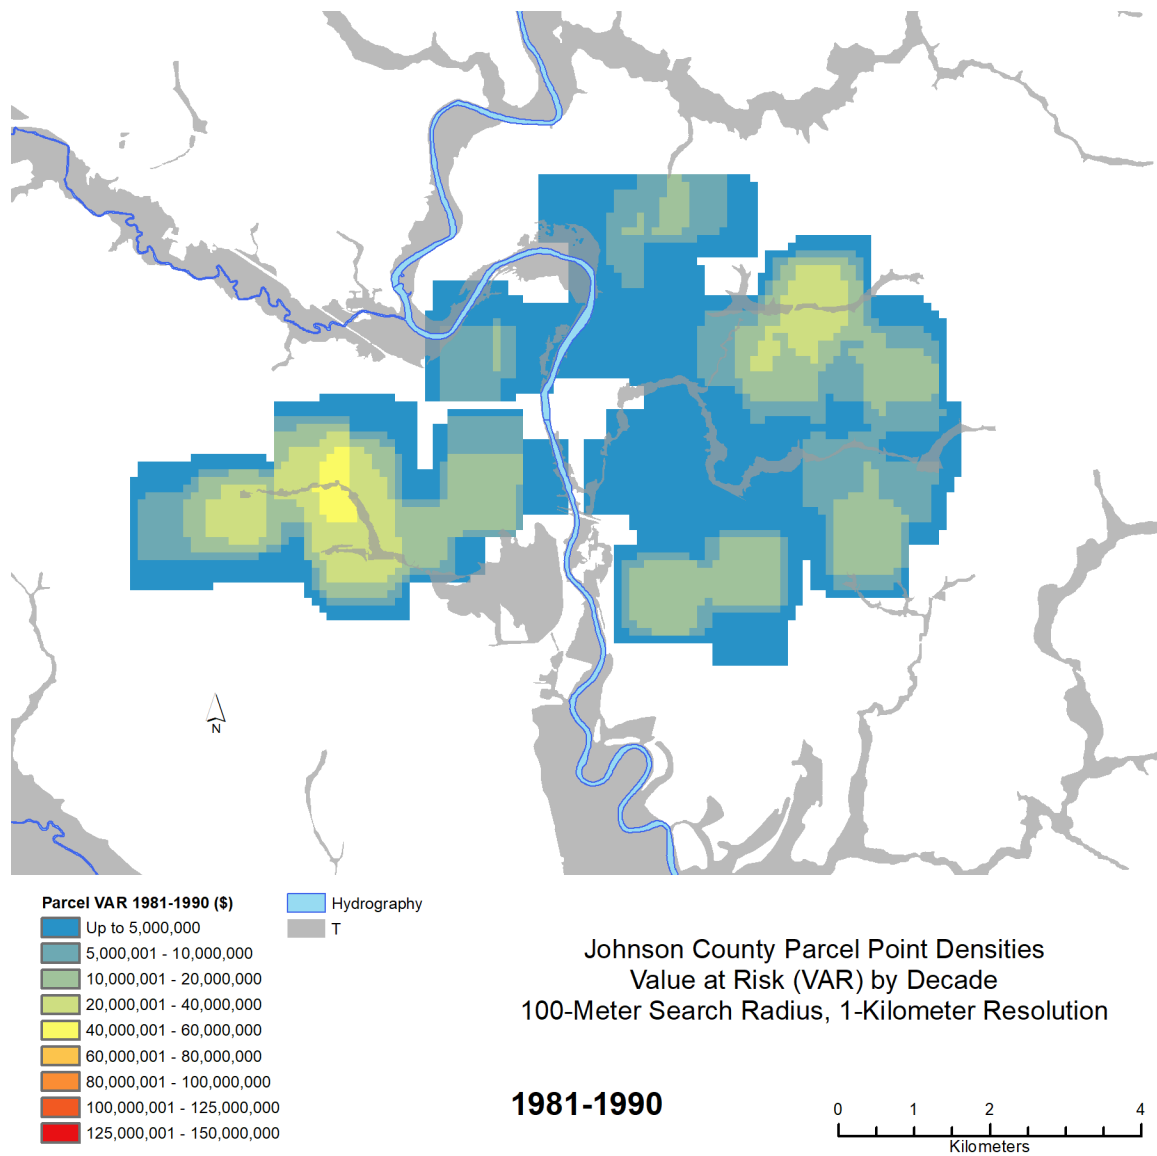 N
Parcel VAR 1981-1990 ($)
Up to 5,000,000
5,000,001 - 10,000,000
10,000,001 - 20,000,000
20,000,001 - 40,000,000
40,000,001 - 60,000,000
60,000,001 - 80,000,000
80,000,001 - 100,000,000
100,000,001 - 125,000,000
125,000,001 - 150,000,000
Hydrography
T
Johnson County Parcel Point Densities
Value at Risk (VAR) by Decade
100-Meter Search Radius, 1-Kilometer Resolution
1981-1990
0 1 2 4
Kilometers